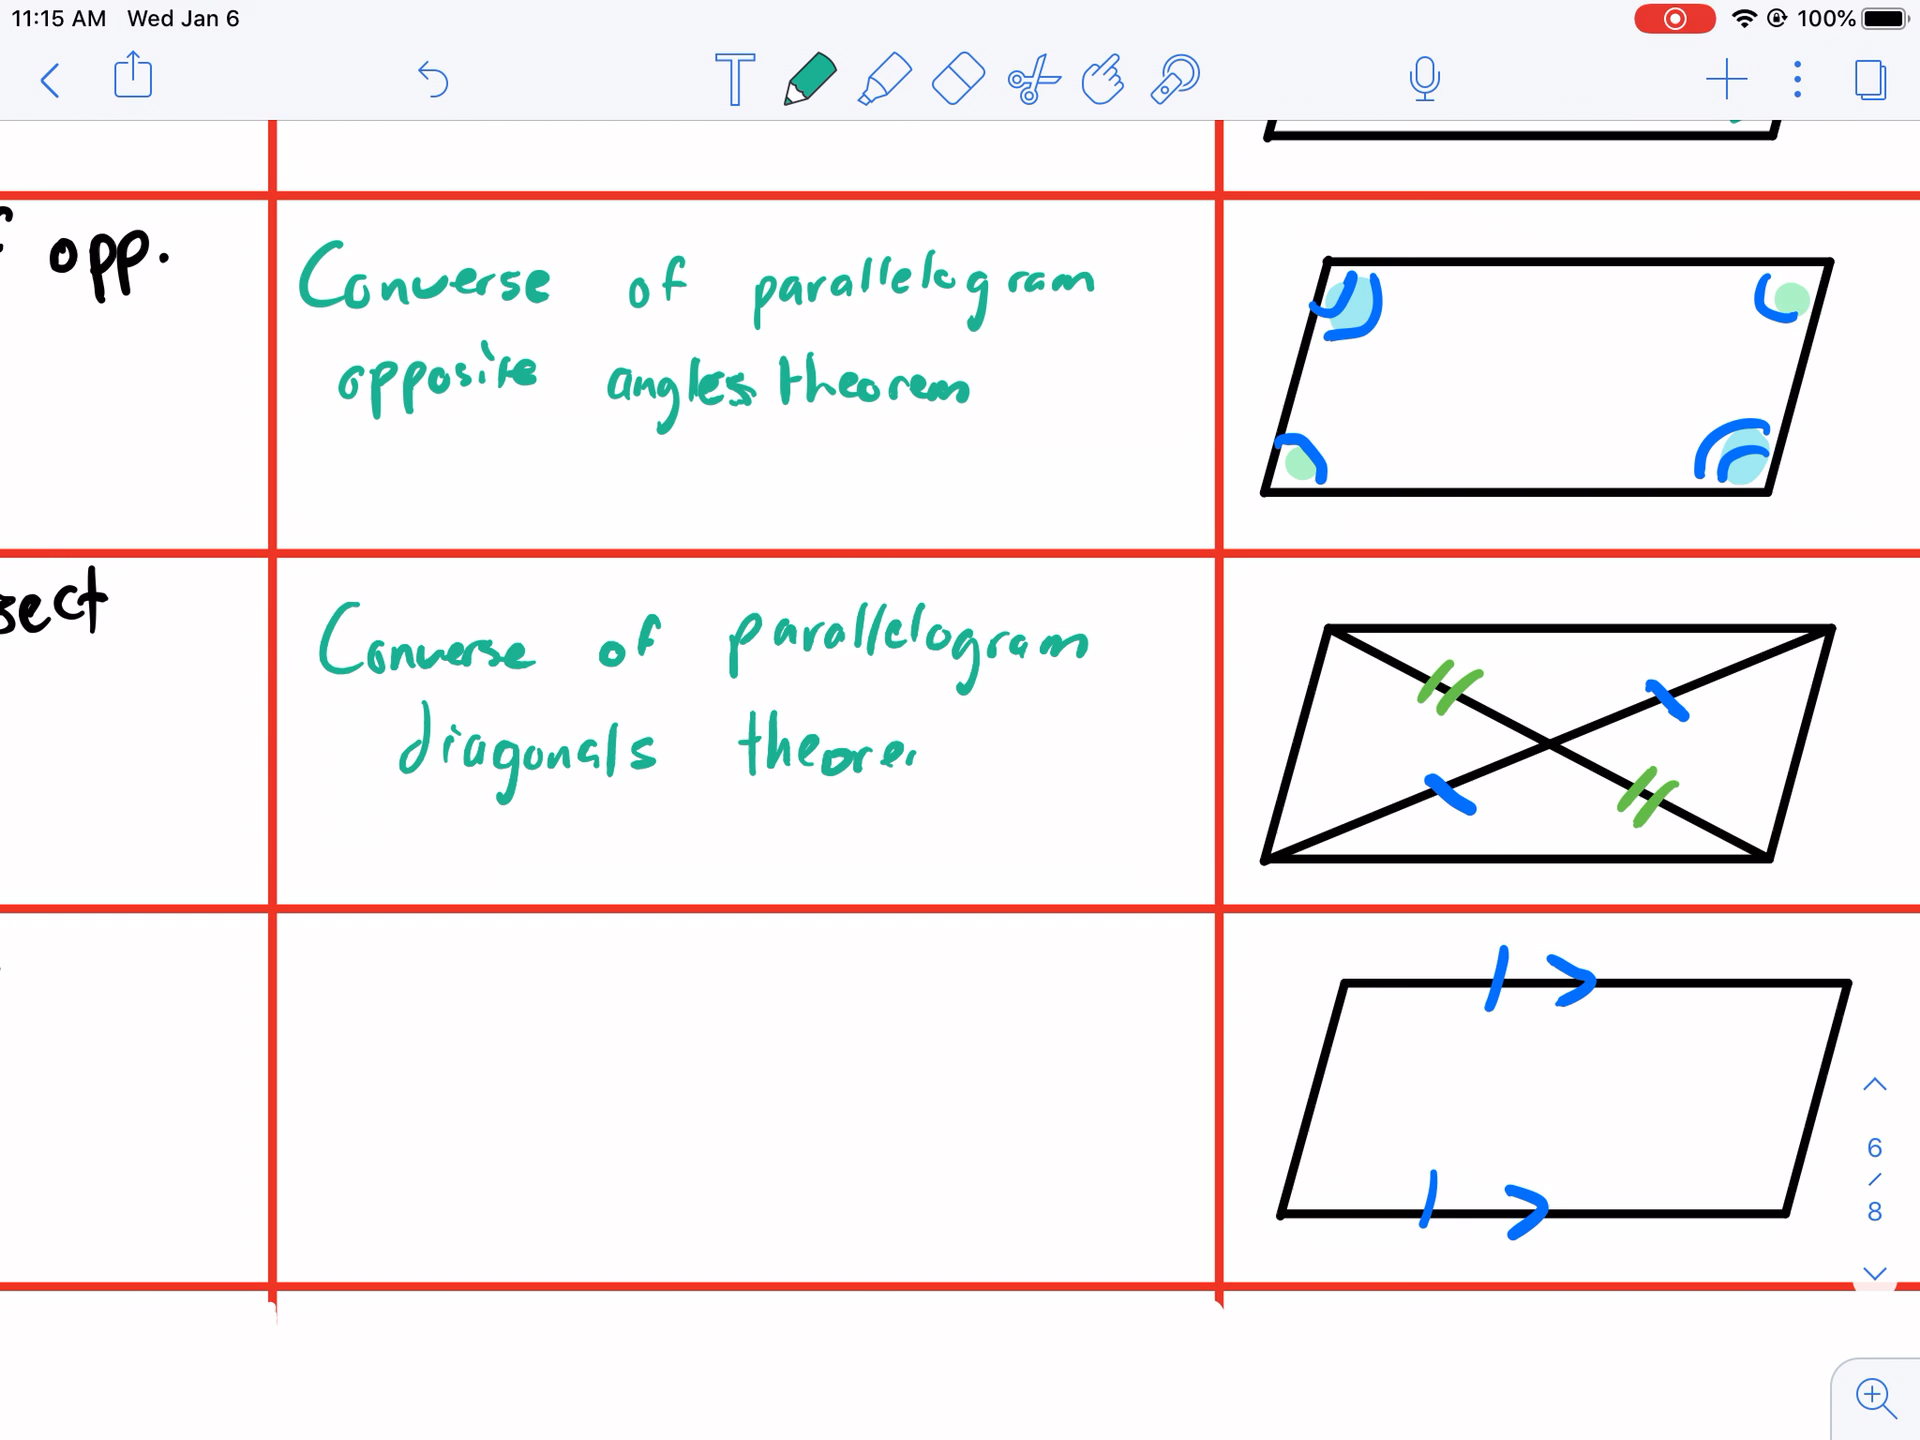 11:15 AM Wed Jan 6
100%
opp.
Converse of parallelogram
opposite angles theorem
sect
Converse of parallelogram
diagonals theore
6
/
8